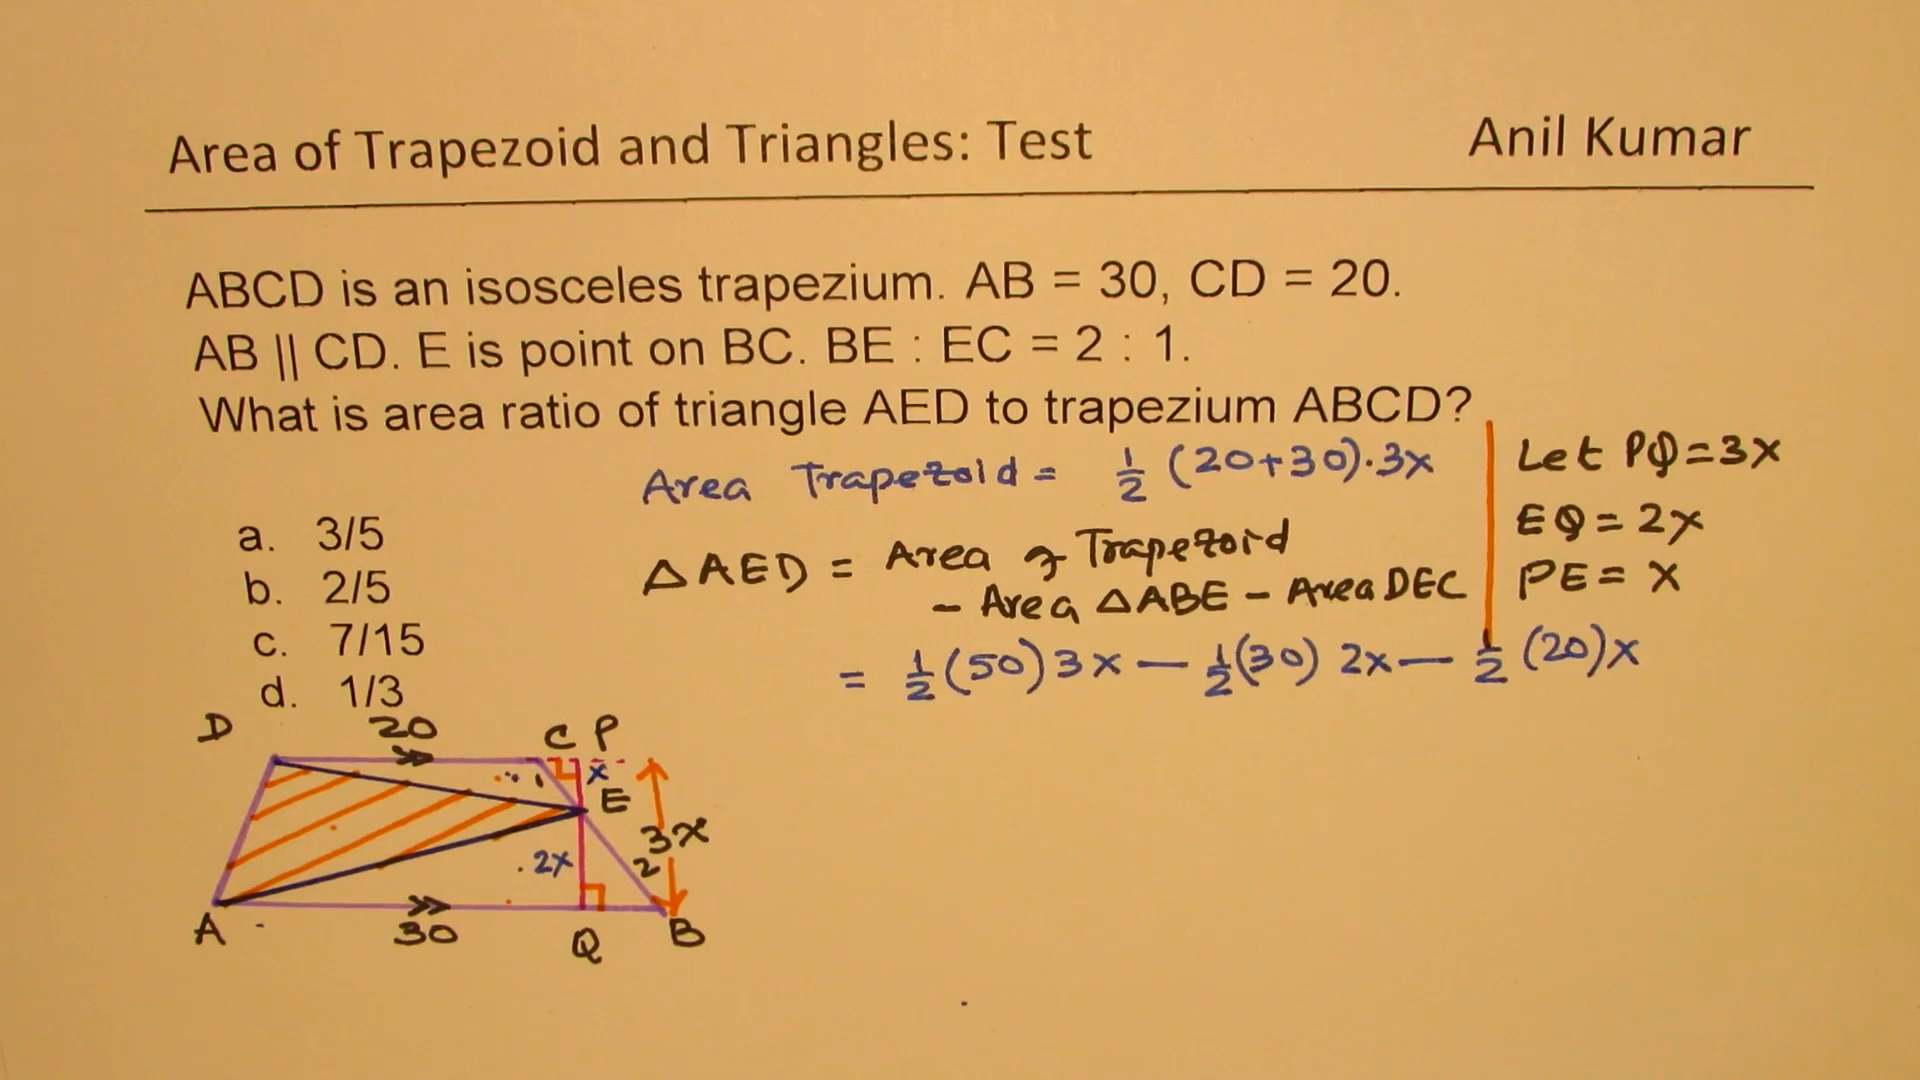 Area of Trapezoid and Triangles: Test
Anil Kumar
ABCD is an isosceles trapezium. AB = 30, CD = 20.
AB || CD. E is point on BC. BE : EC = 2 : 1.
What is area ratio of triangle AED to trapezium ABCD?
Area Trapezoid = 1/2 (20+30)·3x
Let PQ = 3x
EQ = 2x
PE = x
a. 3/5
b. 2/5
c. 7/15
d. 1/3
△AED = Area of Trapezoid
- Area △ABE - Area DEC
= 1/2 (50) 3x - 1/2 (30) 2x - 1/2 (20) x
D 20 C P
1 x
E
3x
2x 2
A 30 Q B